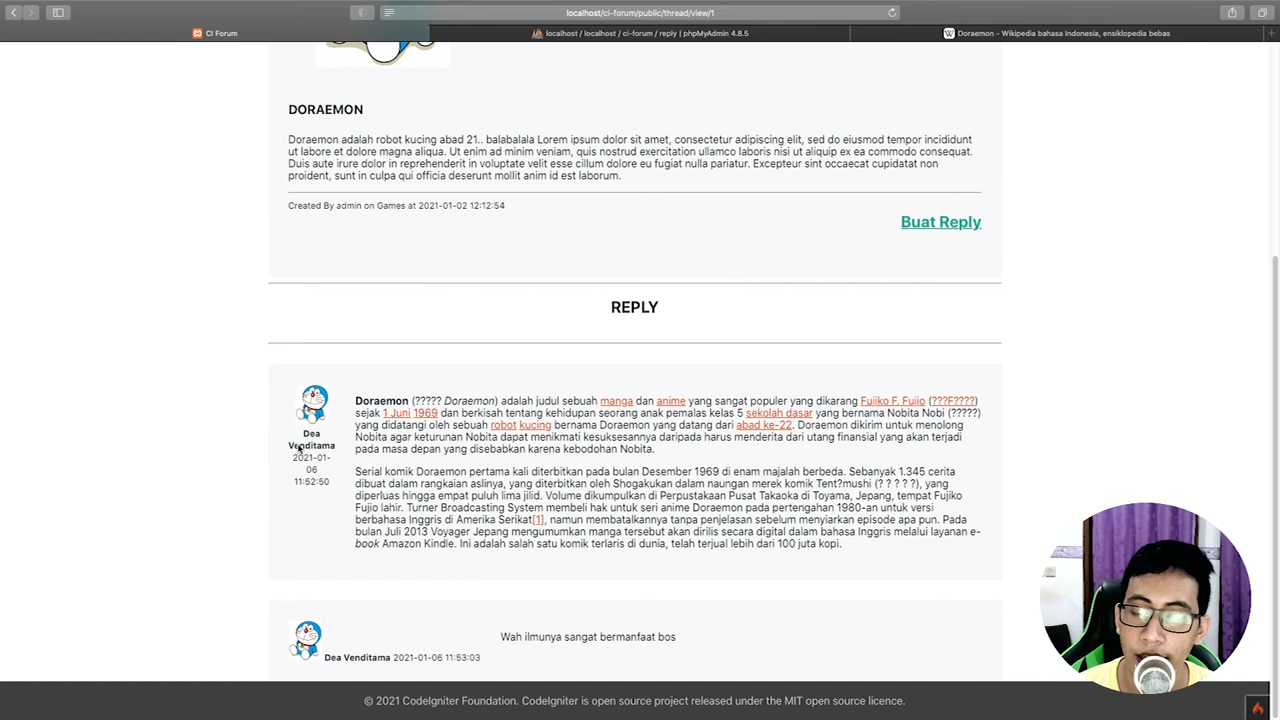 localhost/ci-forum/public/thread/view/1
CI Forum
localhost / localhost / ci-forum / reply | phpMyAdmin 4.8.5
Doraemon - Wikipedia bahasa Indonesia, ensiklopedia bebas
DORAEMON
Doraemon adalah robot kucing abad 21.. balabalala Lorem ipsum dolor sit amet, consectetur adipiscing elit, sed do eiusmod tempor incididunt
ut labore et dolore magna aliqua. Ut enim ad minim veniam, quis nostrud exercitation ullamco laboris nisi ut aliquip ex ea commodo consequat.
Duis aute irure dolor in reprehenderit in voluptate velit esse cillum dolore eu fugiat nulla pariatur. Excepteur sint occaecat cupidatat non
proident, sunt in culpa qui officia deserunt mollit anim id est laborum.
Created By admin on Games at 2021-01-02 12:12:54
Buat Reply
REPLY
Dea
Venditama
2021-01-
06
11:52:50
Doraemon (????? Doraemon) adalah judul sebuah manga dan anime yang sangat populer yang dikarang Fujiko F. Fujio (???F????)
sejak 1 Juni 1969 dan berkisah tentang kehidupan seorang anak pemalas kelas 5 sekolah dasar yang bernama Nobita Nobi (?????)
yang didatangi oleh sebuah robot kucing bernama Doraemon yang datang dari abad ke-22. Doraemon dikirim untuk menolong
Nobita agar keturunan Nobita dapat menikmati kesuksesannya daripada harus menderita dari utang finansial yang akan terjadi
pada masa depan yang disebabkan karena kebodohan Nobita.
Serial komik Doraemon pertama kali diterbitkan pada bulan Desember 1969 di enam majalah berbeda. Sebanyak 1.345 cerita
dibuat dalam rangkaian aslinya, yang diterbitkan oleh Shogakukan dalam naungan merek komik Tent?mushi (? ? ? ? ?), yang
diperluas hingga empat puluh lima jilid. Volume dikumpulkan di Perpustakaan Pusat Takaoka di Toyama, Jepang, tempat Fujiko
Fujio lahir. Turner Broadcasting System membeli hak untuk seri anime Doraemon pada pertengahan 1980-an untuk versi
berbahasa Inggris di Amerika Serikat[1], namun membatalkannya tanpa penjelasan sebelum menyiarkan episode apa pun. Pada
bulan Juli 2013 Voyager Jepang mengumumkan manga tersebut akan dirilis secara digital dalam bahasa Inggris melalui layanan e-
book Amazon Kindle. Ini adalah salah satu komik terlaris di dunia, telah terjual lebih dari 100 juta kopi.
Wah ilmunya sangat bermanfaat bos
Dea Venditama 2021-01-06 11:53:03
© 2021 CodeIgniter Foundation. CodeIgniter is open source project released under the MIT open source licence.